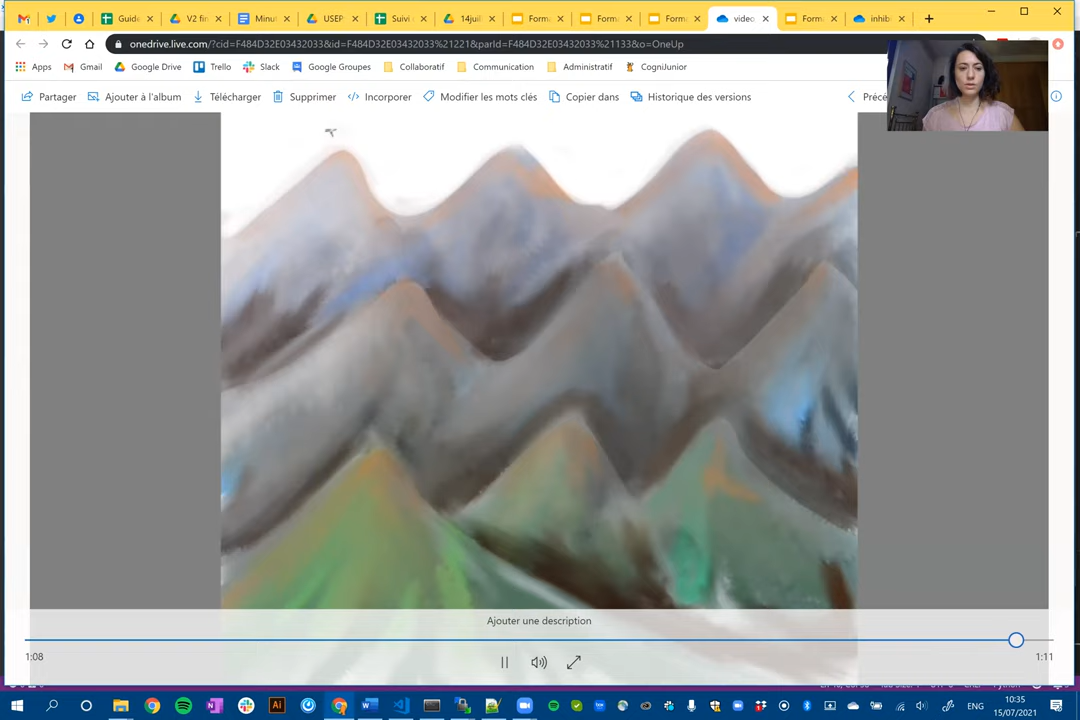 Guide
V2 fin
Minut
USEP
Suivi
14juil
Form
Form
Form
video
Form
inhib
onedrive.live.com/?cid=F484D32E03432033&id=F484D32E03432033%21221&parId=F484D32E03432033%21133&o=OneUp
Apps Gmail Google Drive Trello Slack Google Groupes Collaboratif Communication Administratif CogniJunior
Partager Ajouter à l'album Télécharger Supprimer Incorporer Modifier les mots clés Copier dans Historique des versions Précé
Ajouter une description
1:08 1:11
ENG 10:35
15/07/2021